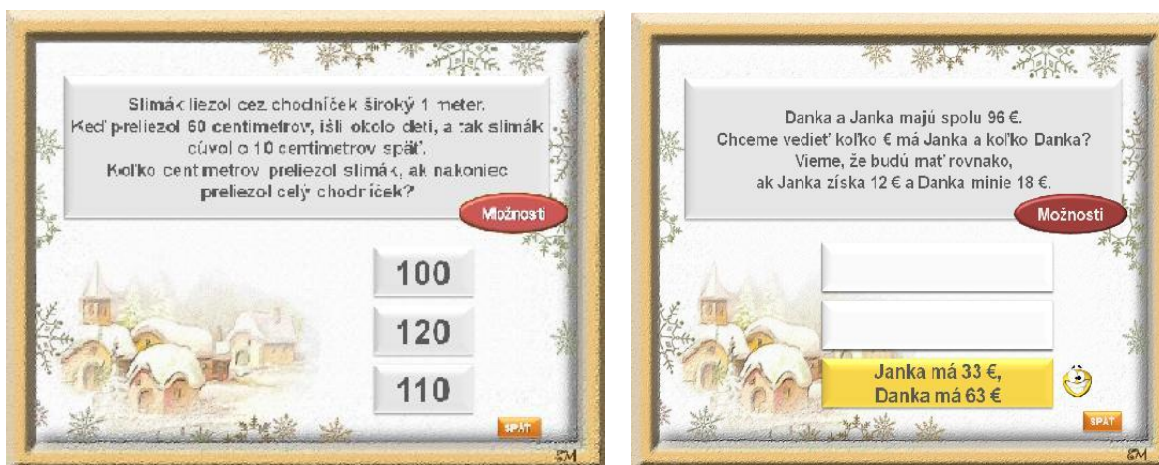 Slimák liezol cez chodníček široký 1 meter.
Keď preliezol 60 centimetrov, išli okolo deti, a tak slimák
cúvol o 10 centimetrov späť.
Koľko centimetrov preliezol slimák, ak nakoniec
preliezol celý chodníček?
Možnosti
100
120
110
SPÄŤ
EM
Danka a Janka majú spolu 96 €.
Chceme vedieť koľko € má Janka a koľko Danka?
Vieme, že budú mať rovnako,
ak Janka získa 12 € a Danka minie 18 €.
Možnosti
Janka má 33 €,
Danka má 63 €
SPÄŤ
EM